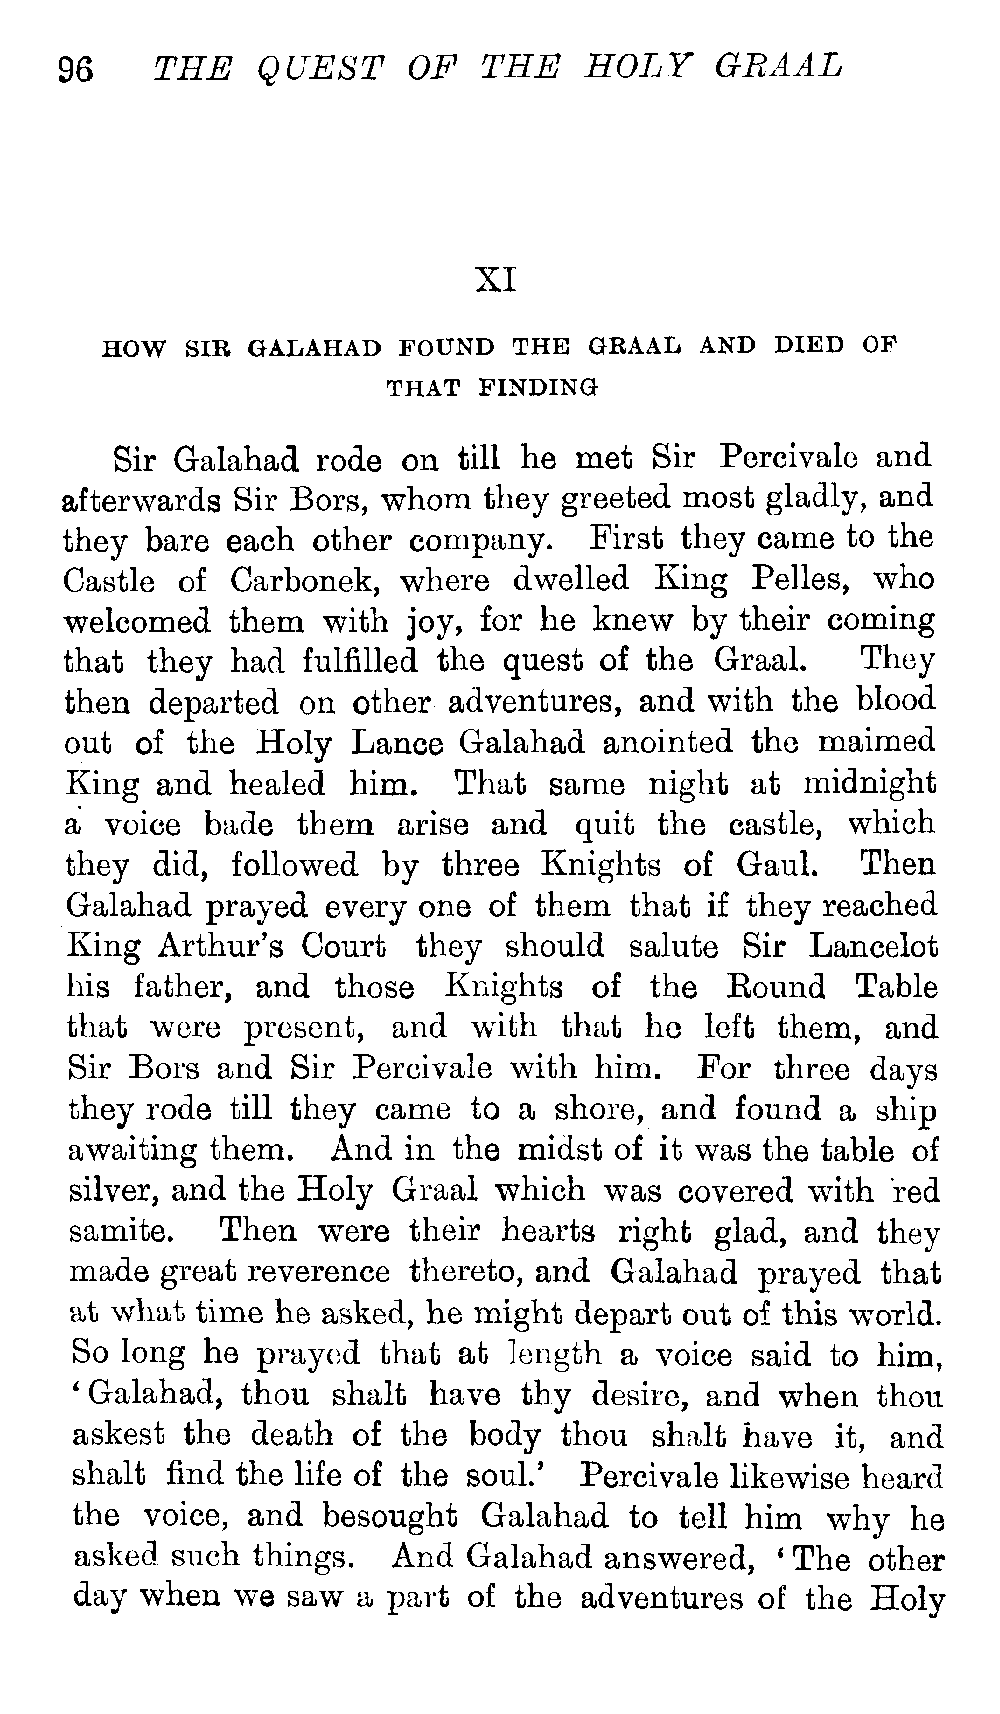 96 THE QUEST OF THE HOLY GRAAL
XI
HOW SIR GALAHAD FOUND THE GRAAL AND DIED OF
THAT FINDING
Sir Galahad rode on till he met Sir Percivale and
afterwards Sir Bors, whom they greeted most gladly, and
they bare each other company. First they came to the
Castle of Carbonek, where dwelled King Pelles, who
welcomed them with joy, for he knew by their coming
that they had fulfilled the quest of the Graal. They
then departed on other adventures, and with the blood
out of the Holy Lance Galahad anointed the maimed
King and healed him. That same night at midnight
a voice bade them arise and quit the castle, which
they did, followed by three Knights of Gaul. Then
Galahad prayed every one of them that if they reached
King Arthur's Court they should salute Sir Lancelot
his father, and those Knights of the Round Table
that were present, and with that he left them, and
Sir Bors and Sir Percivale with him. For three days
they rode till they came to a shore, and found a ship
awaiting them. And in the midst of it was the table of
silver, and the Holy Graal which was covered with red
samite. Then were their hearts right glad, and they
made great reverence thereto, and Galahad prayed that
at what time he asked, he might depart out of this world.
So long he prayed that at length a voice said to him,
‘Galahad, thou shalt have thy desire, and when thou
askest the death of the body thou shalt have it, and
shalt find the life of the soul.’ Percivale likewise heard
the voice, and besought Galahad to tell him why he
asked such things. And Galahad answered, ‘The other
day when we saw a part of the adventures of the Holy